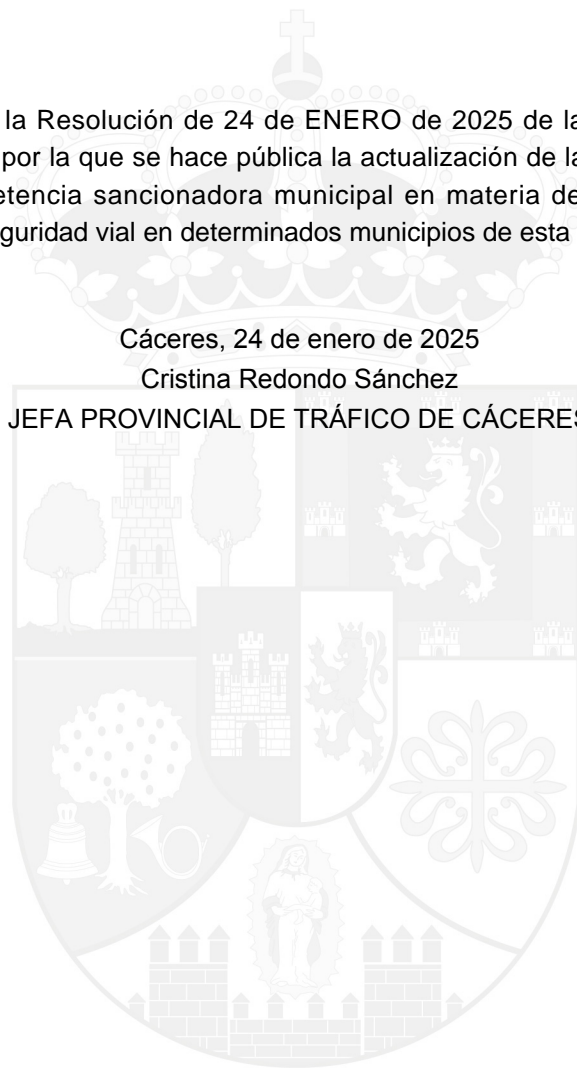 la Resolución de 24 de ENERO de 2025 de la
por la que se hace pública la actualización de la
etencia sancionadora municipal en materia de
guridad vial en determinados municipios de esta
Cáceres, 24 de enero de 2025
Cristina Redondo Sánchez
JEFA PROVINCIAL DE TRÁFICO DE CÁCERES